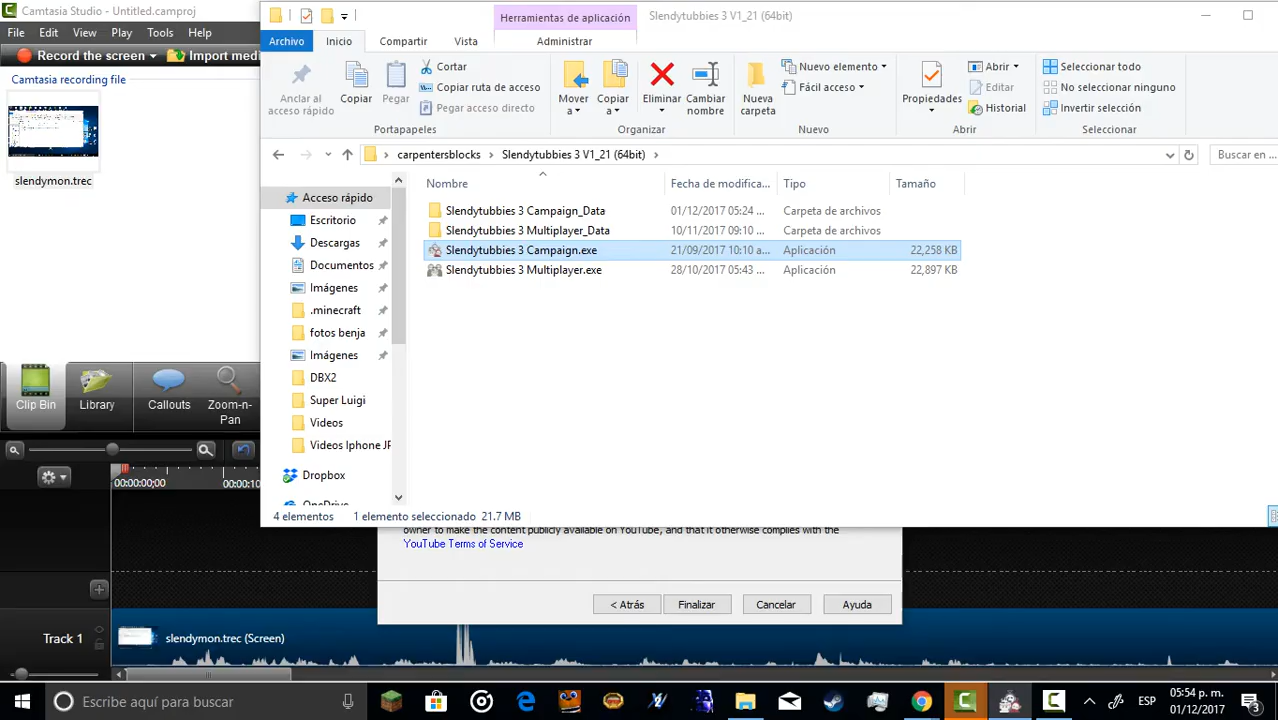 Camtasia Studio - Untitled.camproj
File Edit View Play Tools Help
Record the screen Import medi
Camtasia recording file
slendymon.trec
Clip Bin Library Callouts Zoom-n-Pan
00:00:00;00 00:00:10
Track 1 slendymon.trec (Screen)
Herramientas de aplicación Slendytubbies 3 V1_21 (64bit)
Archivo Inicio Compartir Vista Administrar
Anclar al acceso rápido
Copiar
Pegar
Cortar
Copiar ruta de acceso
Pegar acceso directo
Portapapeles
Mover a
Copiar a
Eliminar
Cambiar nombre
Organizar
Nueva carpeta
Nuevo elemento
Fácil acceso
Nuevo
Propiedades
Abrir
Editar
Historial
Abrir
Seleccionar todo
No seleccionar ninguno
Invertir selección
Seleccionar
carpentersblocks Slendytubbies 3 V1_21 (64bit)
Buscar en ...
Nombre Fecha de modifica... Tipo Tamaño
Slendytubbies 3 Campaign_Data 01/12/2017 05:24 ... Carpeta de archivos
Slendytubbies 3 Multiplayer_Data 10/11/2017 09:10 ... Carpeta de archivos
Slendytubbies 3 Campaign.exe 21/09/2017 10:10 a... Aplicación 22,258 KB
Slendytubbies 3 Multiplayer.exe 28/10/2017 05:43 ... Aplicación 22,897 KB
Acceso rápido
Escritorio
Descargas
Documentos
Imágenes
.minecraft
fotos benja
Imágenes
DBX2
Super Luigi
Videos
Videos Iphone JP
Dropbox
OneDrive
4 elementos 1 elemento seleccionado 21.7 MB
owner to make the content publicly available on YouTube, and that it otherwise complies with the
YouTube Terms of Service
< Atrás Finalizar Cancelar Ayuda
Escribe aquí para buscar
ESP
05:54 p. m.
01/12/2017
3